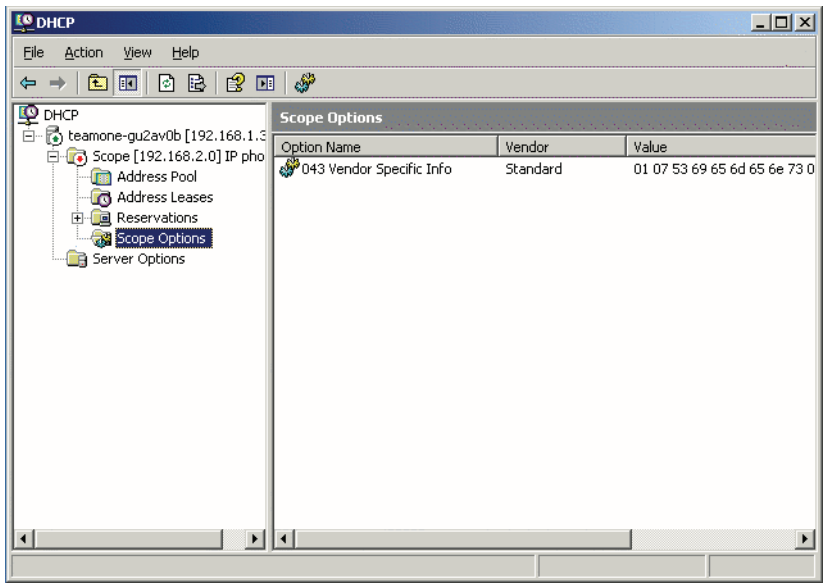 DHCP
File Action View Help
DHCP
teamone-gu2av0b [192.168.1.3
Scope [192.168.2.0] IP pho
Address Pool
Address Leases
Reservations
Scope Options
Server Options
Scope Options
Option Name Vendor Value
043 Vendor Specific Info Standard 01 07 53 69 65 6d 65 6e 73 0